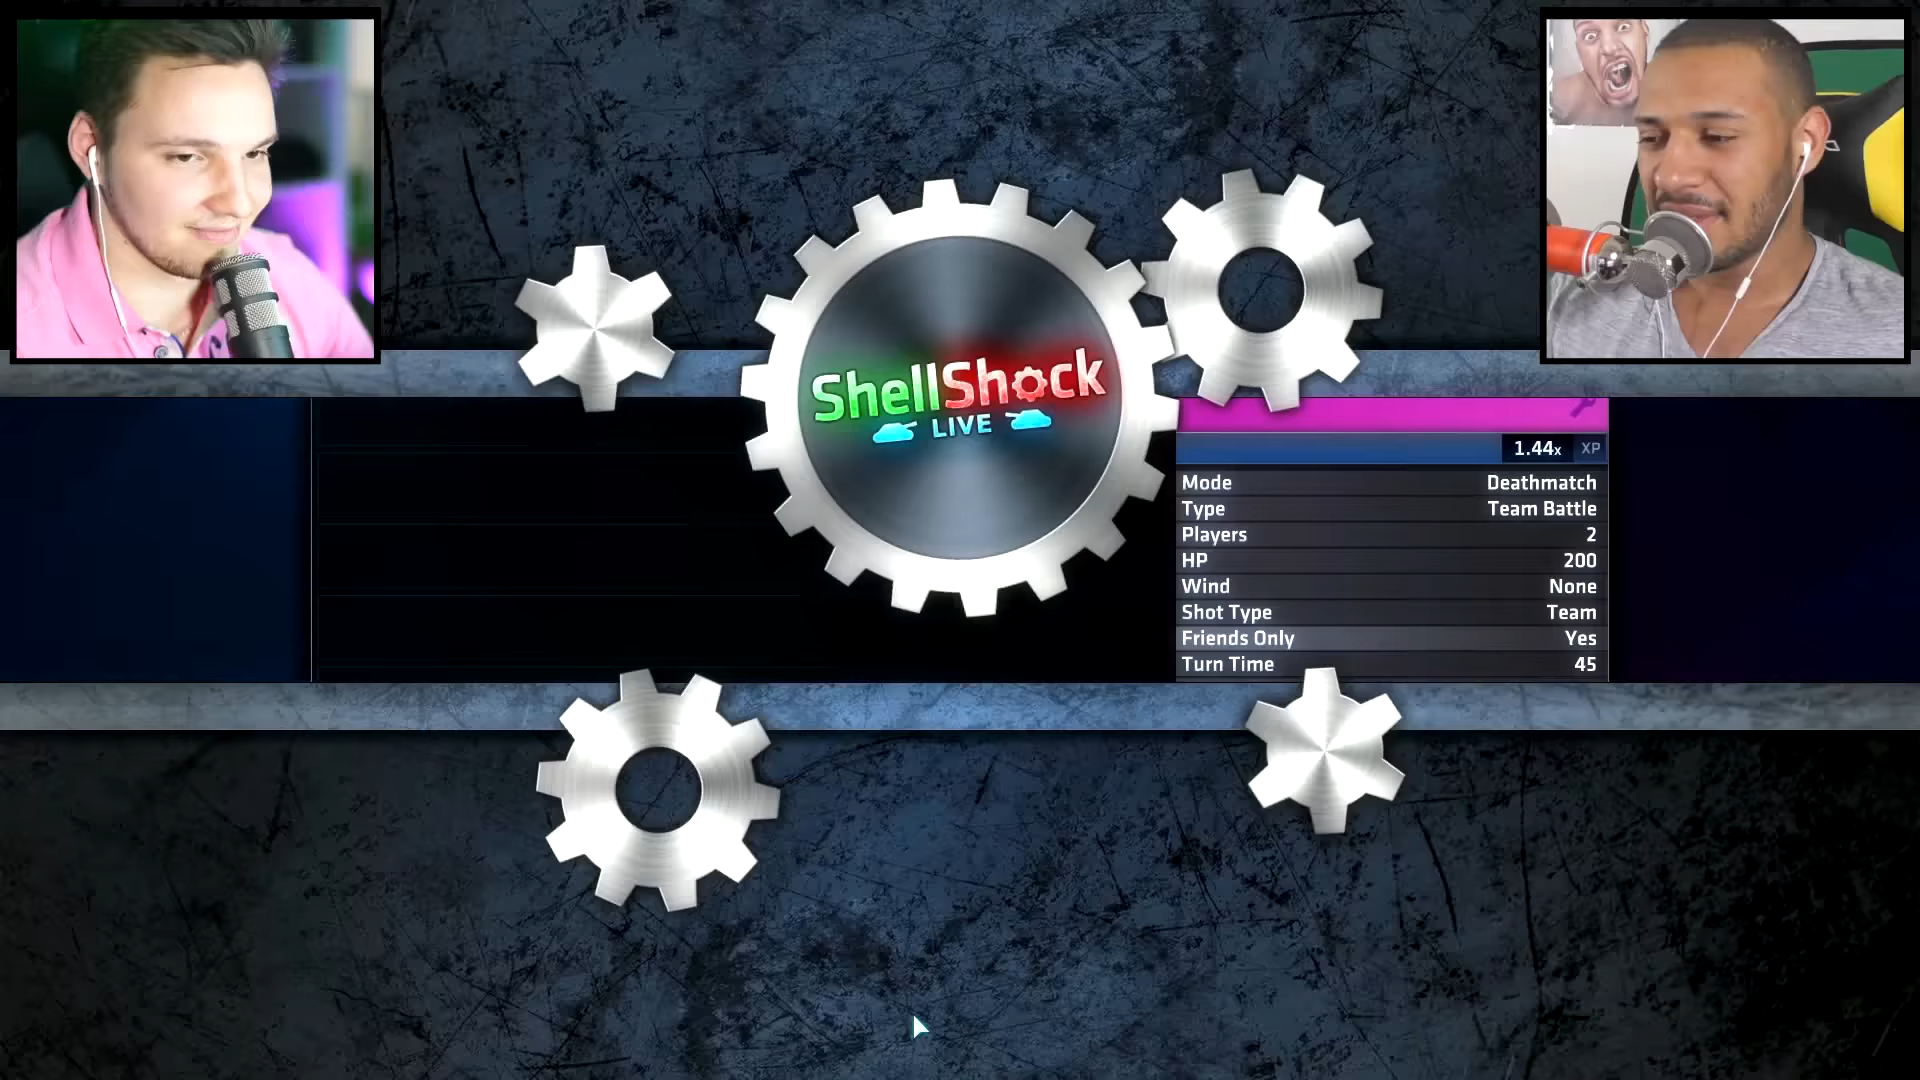 ShellShock
LIVE
1.44x XP
Mode Deathmatch
Type Team Battle
Players 2
HP 200
Wind None
Shot Type Team
Friends Only Yes
Turn Time 45